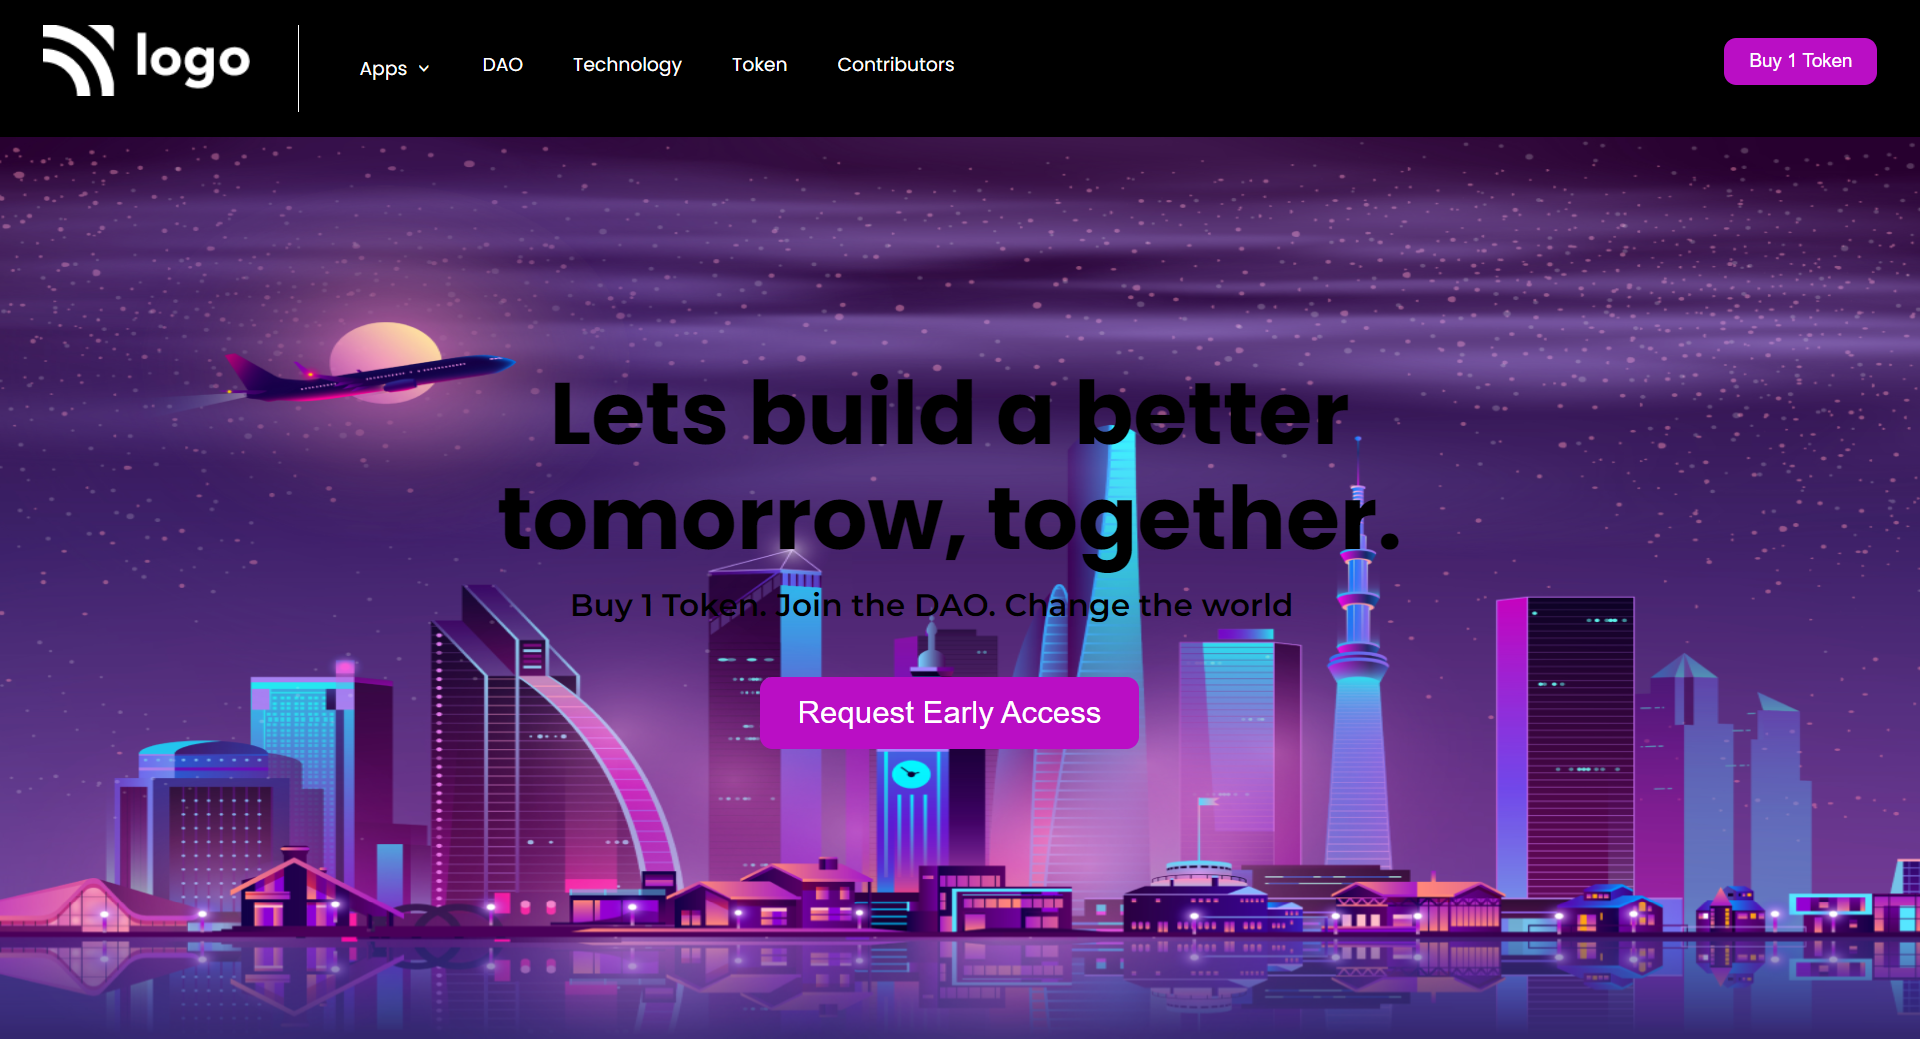 logo
Apps
DAO
Technology
Token
Contributors
Buy 1 Token
Lets build a better
tomorrow, together.
Buy 1 Token. Join the DAO. Change the world
Request Early Access